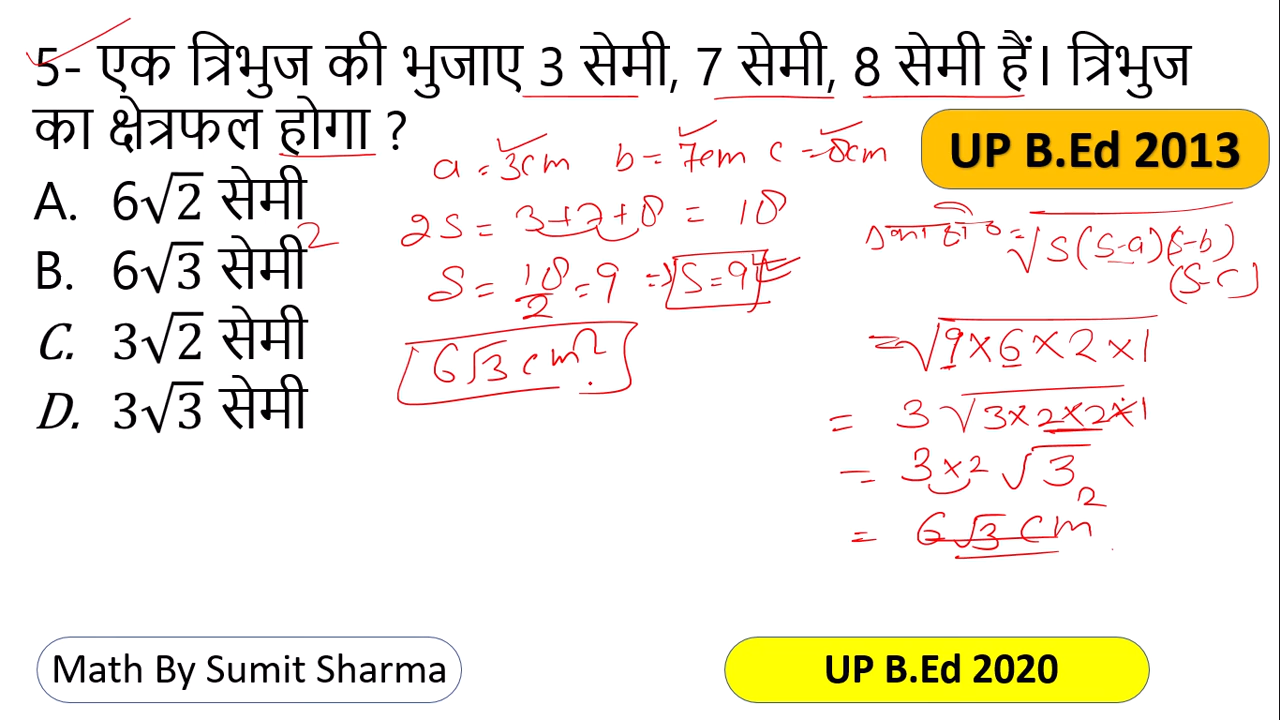 5- एक त्रिभुज की भुजाए 3 सेमी, 7 सेमी, 8 सेमी हैं। त्रिभुज
का क्षेत्रफल होगा ?
UP B.Ed 2013
A. 6√2 सेमी
B. 6√3 सेमी²
C. 3√2 सेमी
D. 3√3 सेमी
a = 3cm b = 7cm c = 8cm
2S = 3+7+8 = 18
S = 18/2 = 9 ⇒ S = 9
6√3 cm²
Δ का क्षे० = √S(S-a)(S-b)
(S-c)
= √9×6×2×1
= 3√3×2×2×1
= 3×2√3
= 6√3 cm²
Math By Sumit Sharma
UP B.Ed 2020